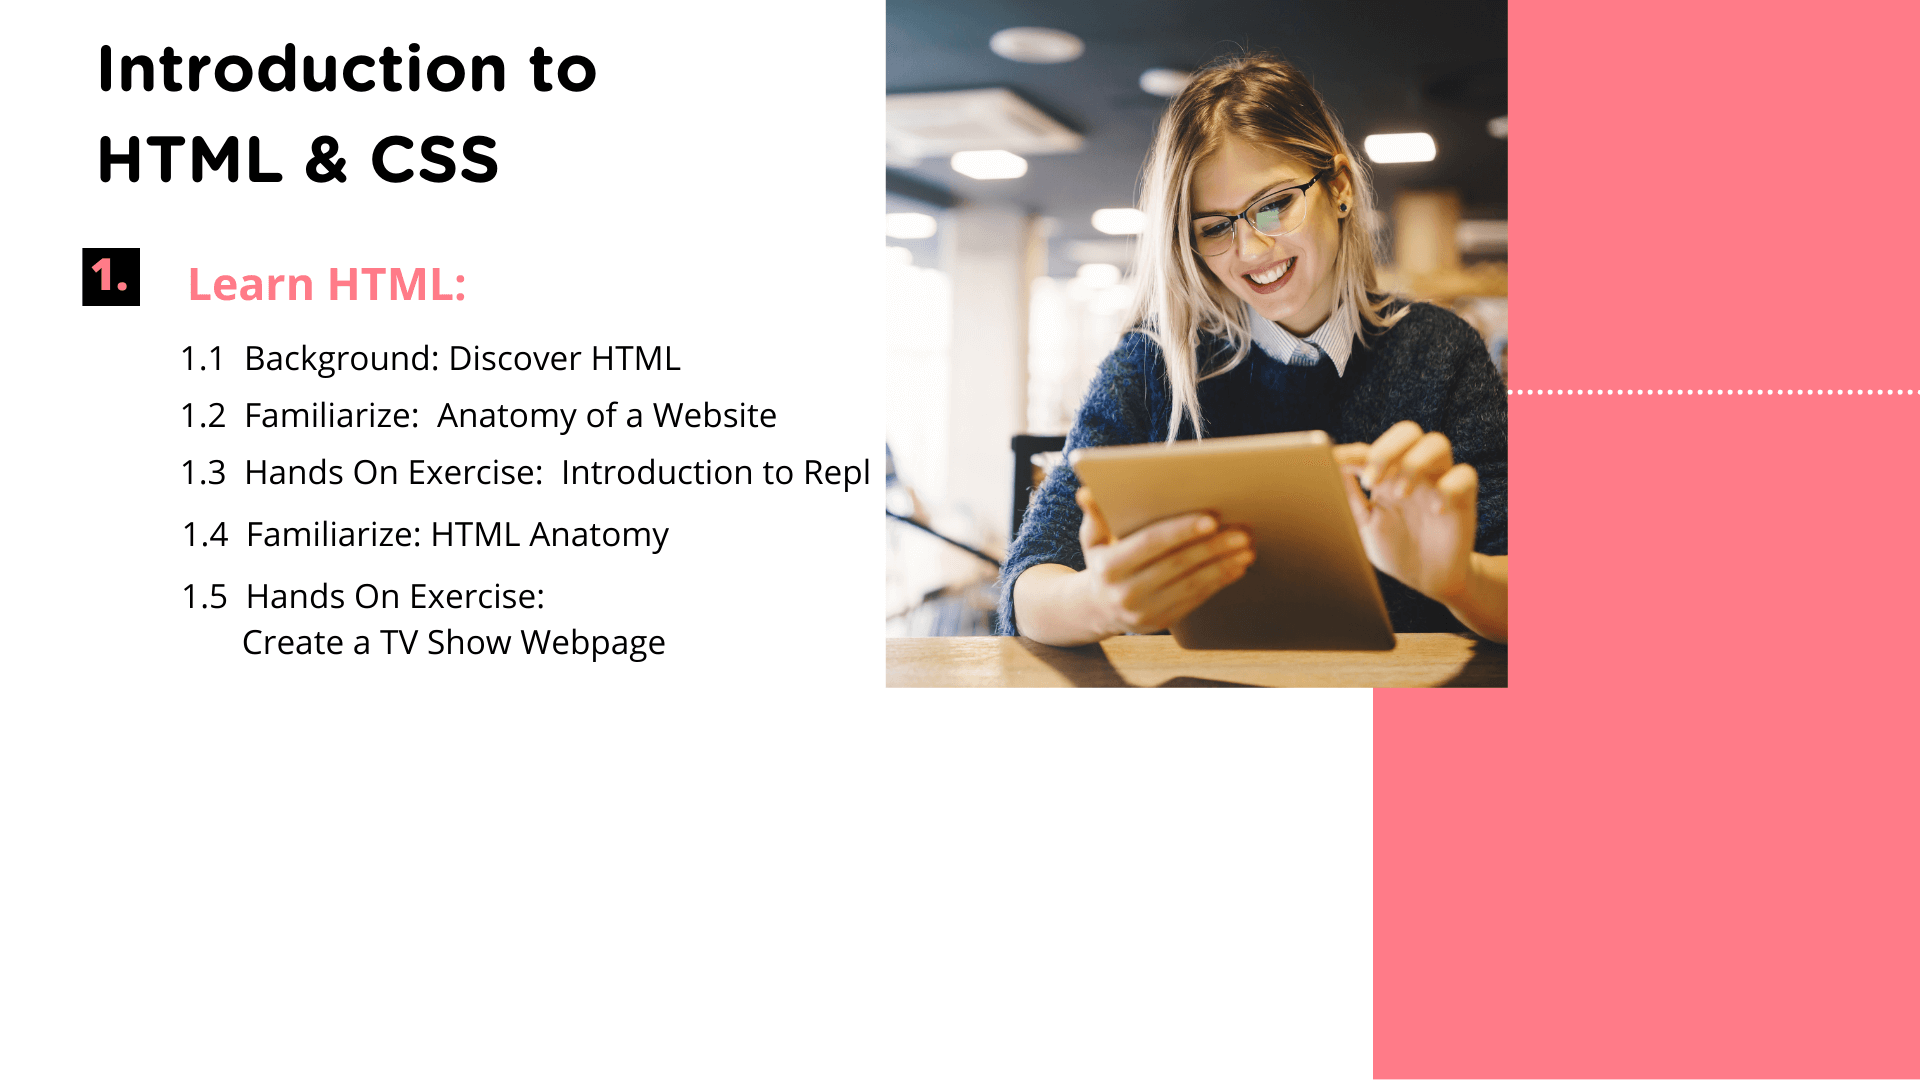 Introduction to
HTML & CSS
1. Learn HTML:
1.1 Background: Discover HTML
1.2 Familiarize: Anatomy of a Website
1.3 Hands On Exercise: Introduction to Repl
1.4 Familiarize: HTML Anatomy
1.5 Hands On Exercise:
Create a TV Show Webpage